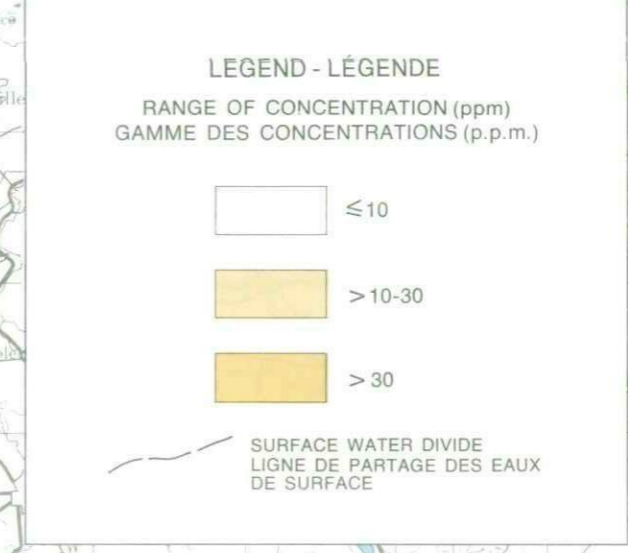 LEGEND - LÉGENDE
RANGE OF CONCENTRATION (ppm)
GAMME DES CONCENTRATIONS (p.p.m.)
≤10
>10-30
>30
SURFACE WATER DIVIDE
LIGNE DE PARTAGE DES EAUX
DE SURFACE